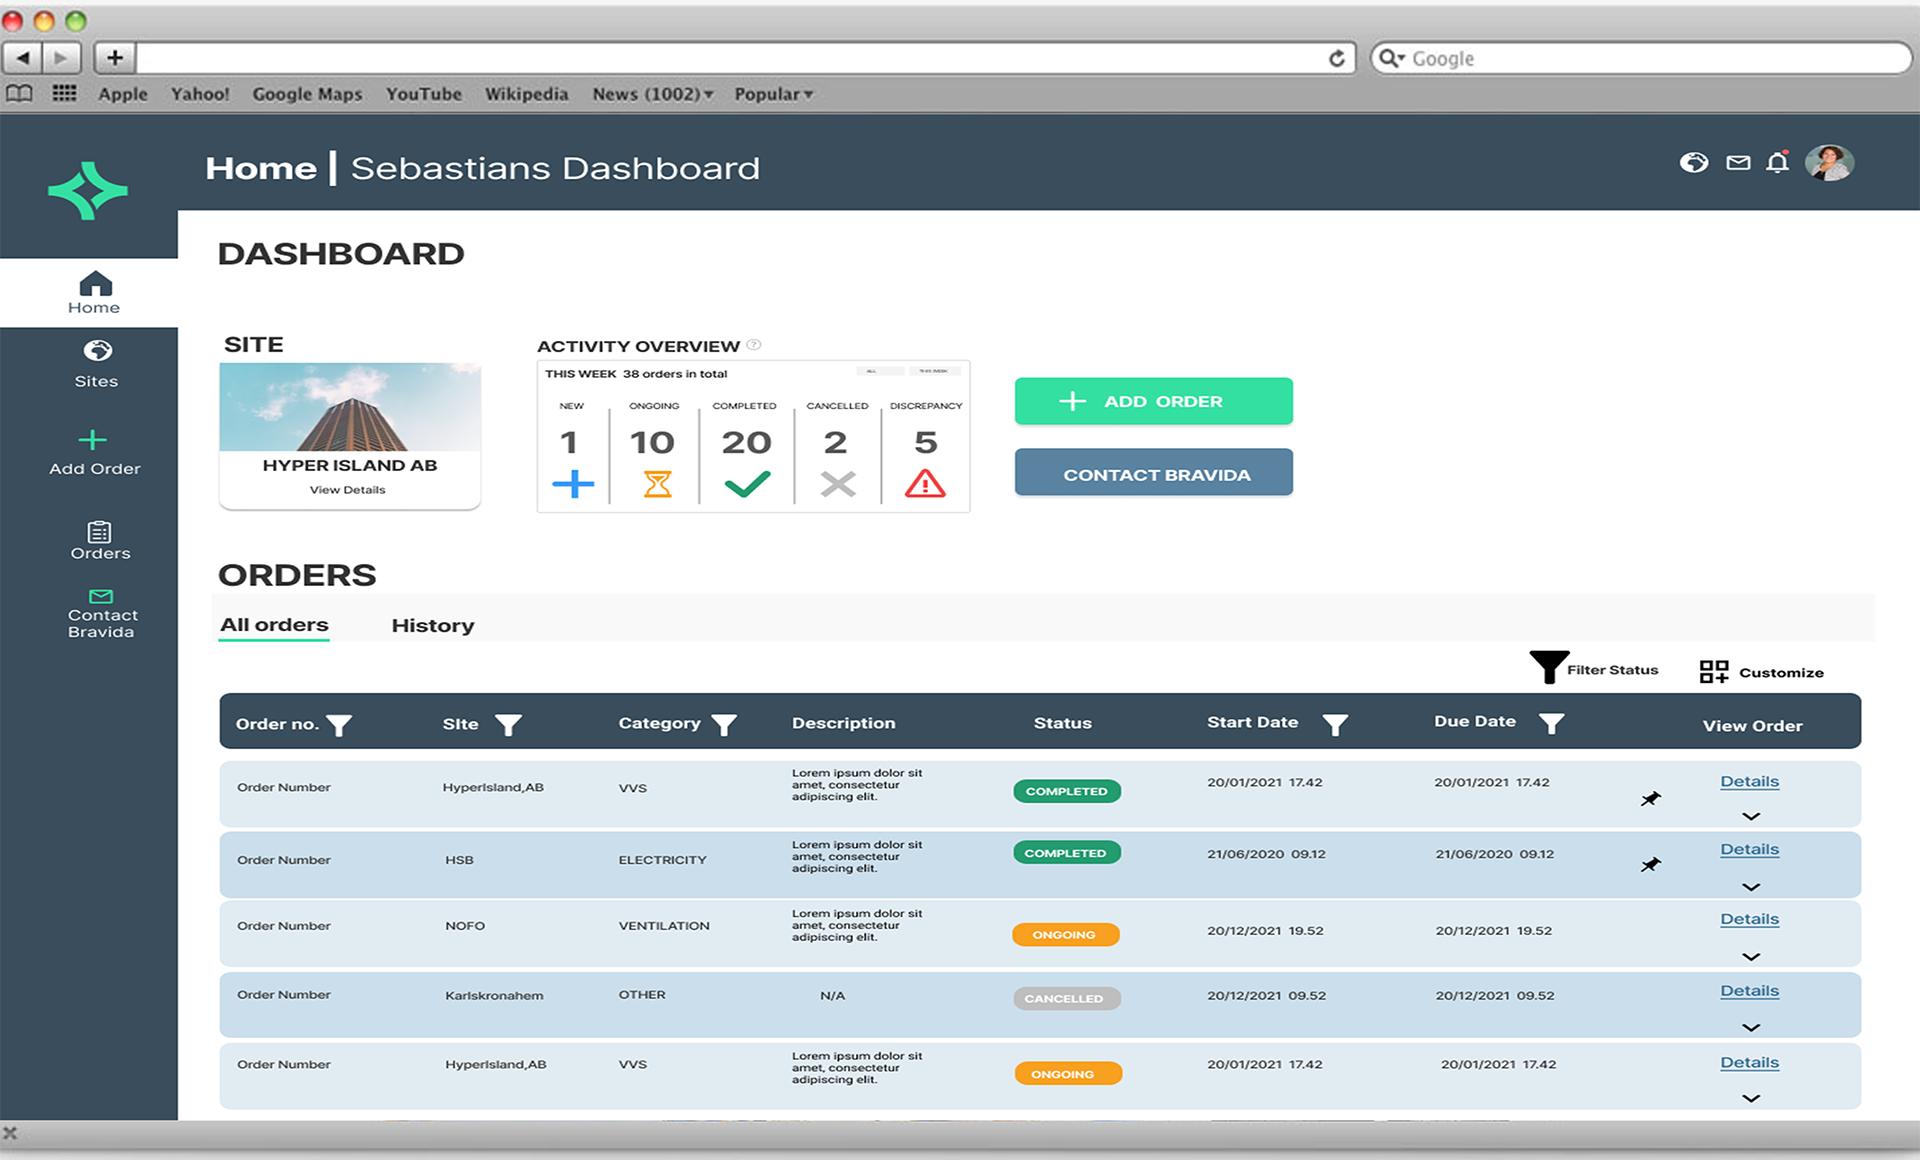 Google
Apple Yahoo! Google Maps YouTube Wikipedia News (1002) Popular
Home | Sebastians Dashboard
Home
Sites
Add Order
Orders
Contact
Bravida
DASHBOARD
SITE
HYPER ISLAND AB
View Details
ACTIVITY OVERVIEW ?
THIS WEEK 38 orders in total ALL THIS WEEK
NEW ONGOING COMPLETED CANCELLED DISCREPANCY
1 10 20 2 5
ADD ORDER
CONTACT BRAVIDA
ORDERS
All orders History
Filter Status Customize
Order no. SIte Category Description Status Start Date Due Date View Order
Order Number HyperIsland,AB VVS Lorem ipsum dolor sit
amet, consectetur
adipiscing elit. COMPLETED 20/01/2021 17.42 20/01/2021 17.42 Details
Order Number HSB ELECTRICITY Lorem ipsum dolor sit
amet, consectetur
adipiscing elit. COMPLETED 21/06/2020 09.12 21/06/2020 09.12 Details
Order Number NOFO VENTILATION Lorem ipsum dolor sit
amet, consectetur
adipiscing elit. ONGOING 20/12/2021 19.52 20/12/2021 19.52 Details
Order Number Karlskronahem OTHER N/A CANCELLED 20/12/2021 09.52 20/12/2021 09.52 Details
Order Number HyperIsland,AB VVS Lorem ipsum dolor sit
amet, consectetur
adipiscing elit. ONGOING 20/01/2021 17.42 20/01/2021 17.42 Details